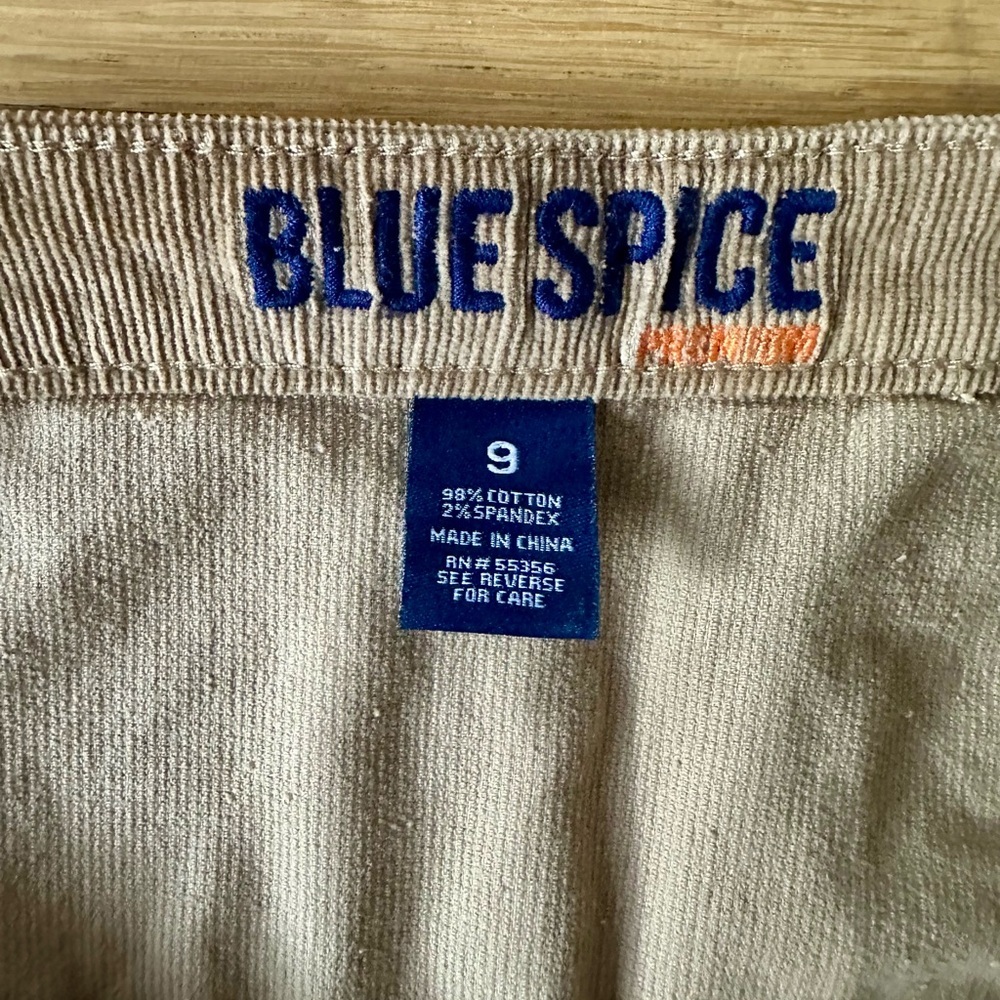 BLUE SPICE
PREMIUM
9
98% COTTON
2% SPANDEX
MADE IN CHINA
RN# 55356
SEE REVERSE
FOR CARE